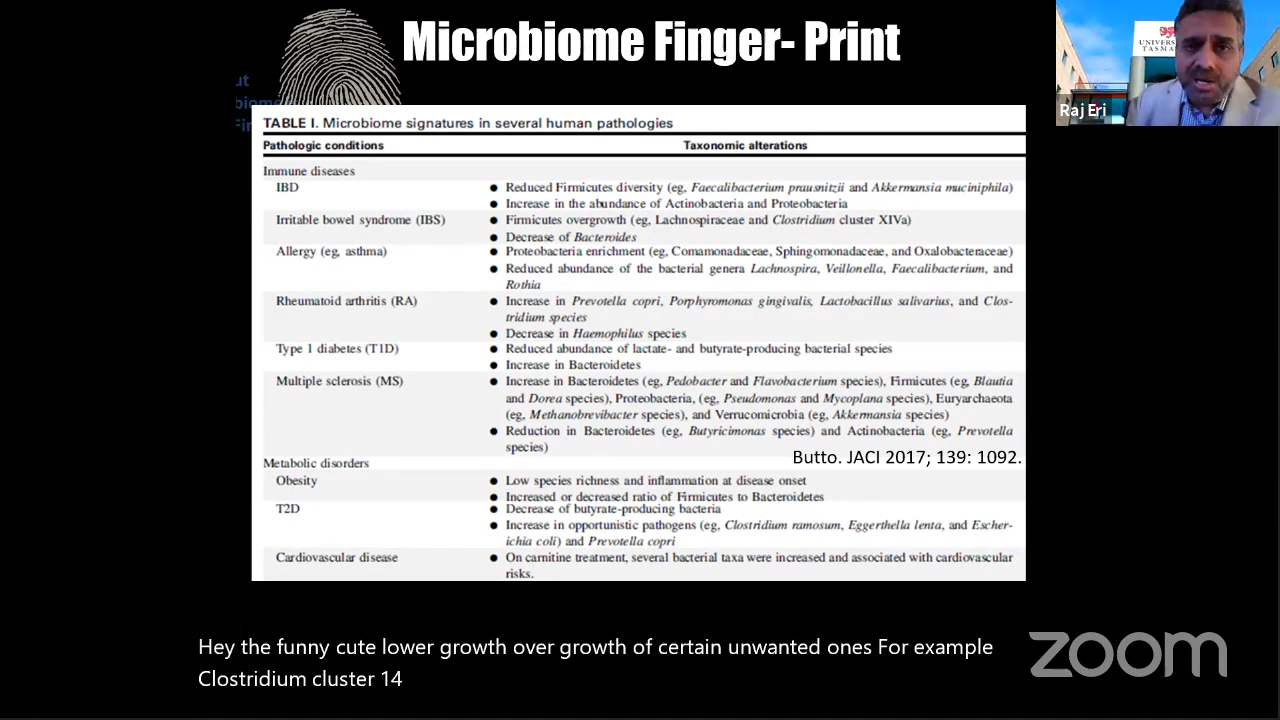 Microbiome Finger- Print
ut
biome
Fin
UNIVERS
TASMA
Raj Eri
TABLE I. Microbiome signatures in several human pathologies
Pathologic conditions Taxonomic alterations
Immune diseases
IBD ● Reduced Firmicutes diversity (eg, Faecalibacterium prausnitzii and Akkermansia muciniphila)
● Increase in the abundance of Actinobacteria and Proteobacteria
Irritable bowel syndrome (IBS) ● Firmicutes overgrowth (eg, Lachnospiraceae and Clostridium cluster XIVa)
● Decrease of Bacteroides
Allergy (eg, asthma) ● Proteobacteria enrichment (eg, Comamonadaceae, Sphingomonadaceae, and Oxalobacteraceae)
● Reduced abundance of the bacterial genera Lachnospira, Veillonella, Faecalibacterium, and
Rothia
Rheumatoid arthritis (RA) ● Increase in Prevotella copri, Porphyromonas gingivalis, Lactobacillus salivarius, and Clos-
tridium species
● Decrease in Haemophilus species
Type 1 diabetes (T1D) ● Reduced abundance of lactate- and butyrate-producing bacterial species
● Increase in Bacteroidetes
Multiple sclerosis (MS) ● Increase in Bacteroidetes (eg, Pedobacter and Flavobacterium species), Firmicutes (eg, Blautia
and Dorea species), Proteobacteria, (eg, Pseudomonas and Mycoplana species), Euryarchaeota
(eg, Methanobrevibacter species), and Verrucomicrobia (eg, Akkermansia species)
● Reduction in Bacteroidetes (eg, Butyricimonas species) and Actinobacteria (eg, Prevotella
species)
Butto. JACI 2017; 139: 1092.
Metabolic disorders
Obesity ● Low species richness and inflammation at disease onset
● Increased or decreased ratio of Firmicutes to Bacteroidetes
T2D ● Decrease of butyrate-producing bacteria
● Increase in opportunistic pathogens (eg, Clostridium ramosum, Eggerthella lenta, and Escher-
ichia coli) and Prevotella copri
Cardiovascular disease ● On carnitine treatment, several bacterial taxa were increased and associated with cardiovascular
risks.
Hey the funny cute lower growth over growth of certain unwanted ones For example
Clostridium cluster 14
zoom